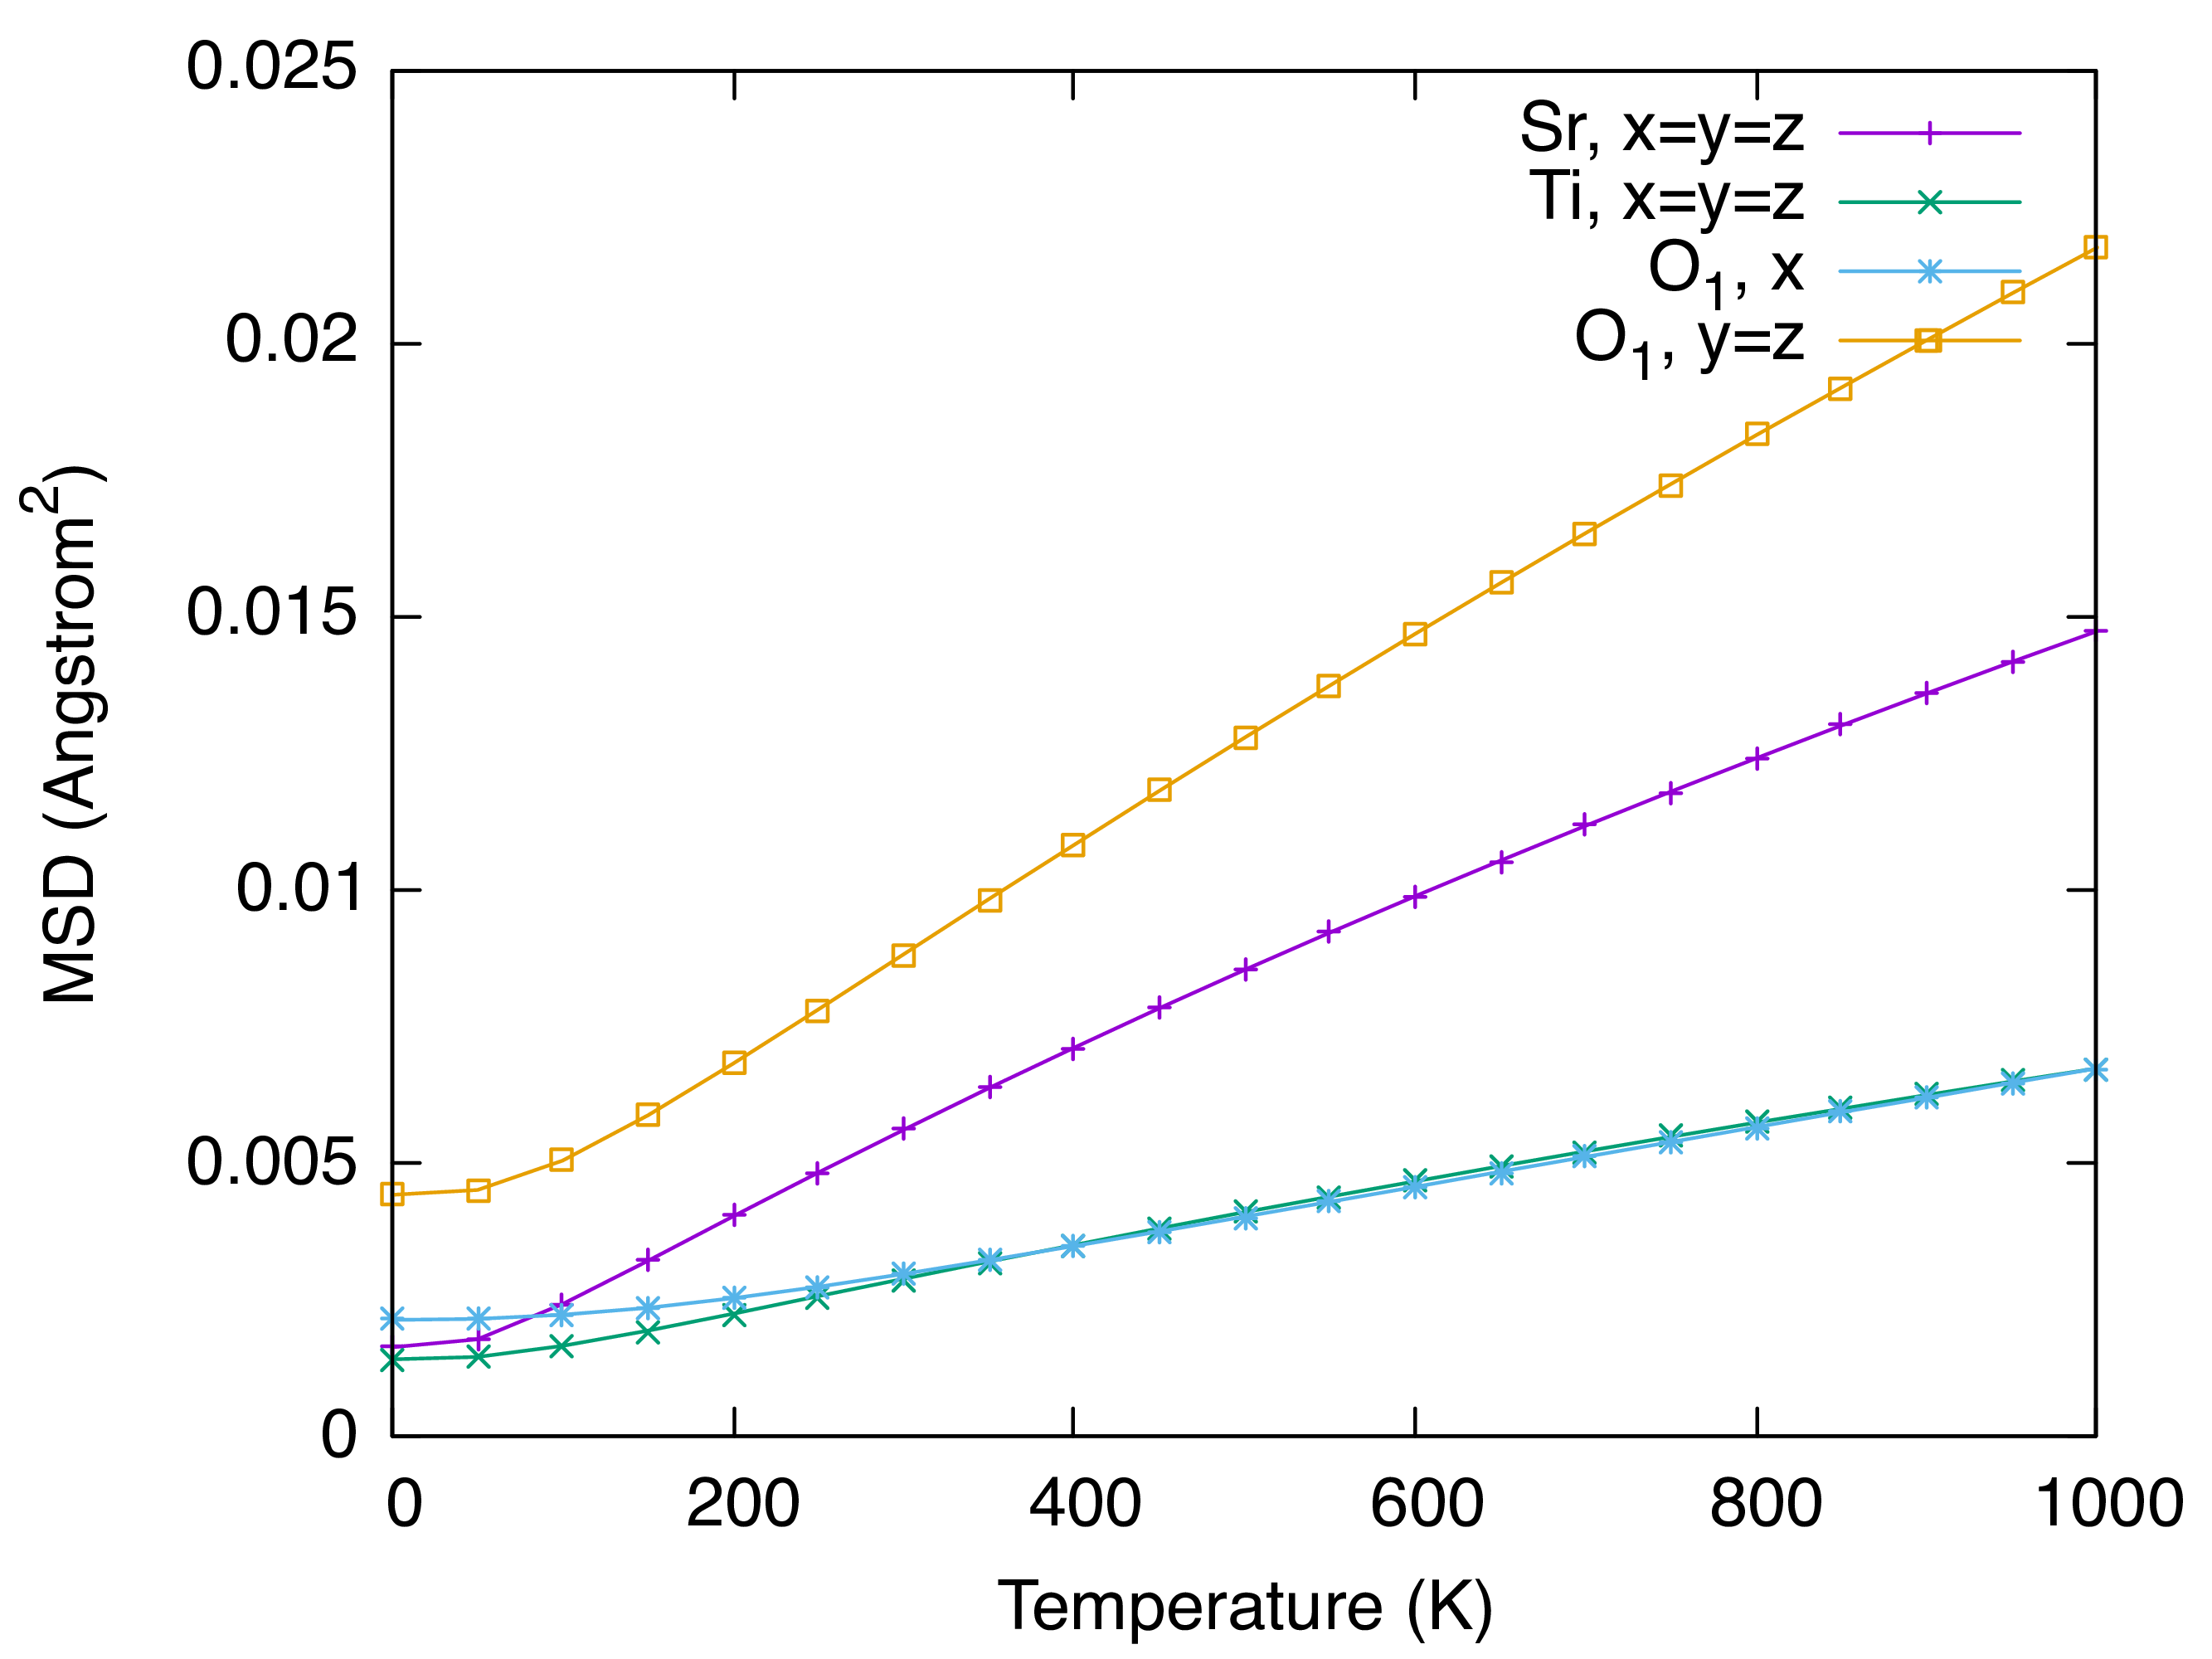 0.025
0.02
0.015
0.01
0.005
0
MSD (Angstrom²)
Sr, x=y=z
Ti, x=y=z
O₁, x
O₁, y=z
0 200 400 600 800 1000
Temperature (K)